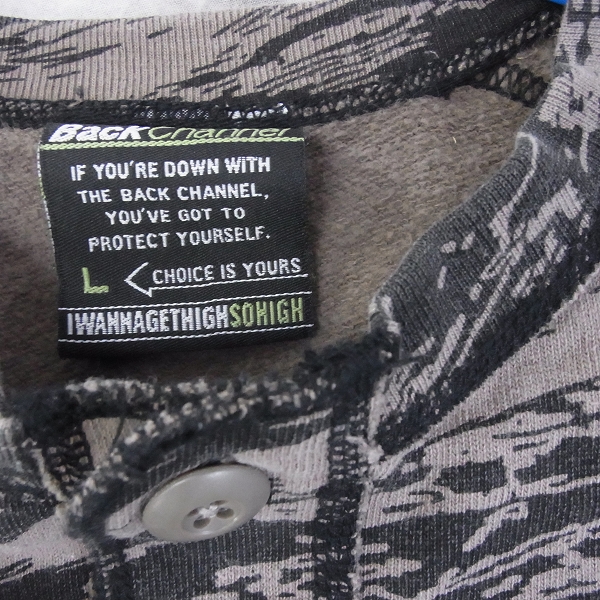 Back Channel
IF YOU'RE DOWN WITH
THE BACK CHANNEL,
YOU'VE GOT TO
PROTECT YOURSELF.
L CHOICE IS YOURS
IWANNAGETHIGHSOHIGH